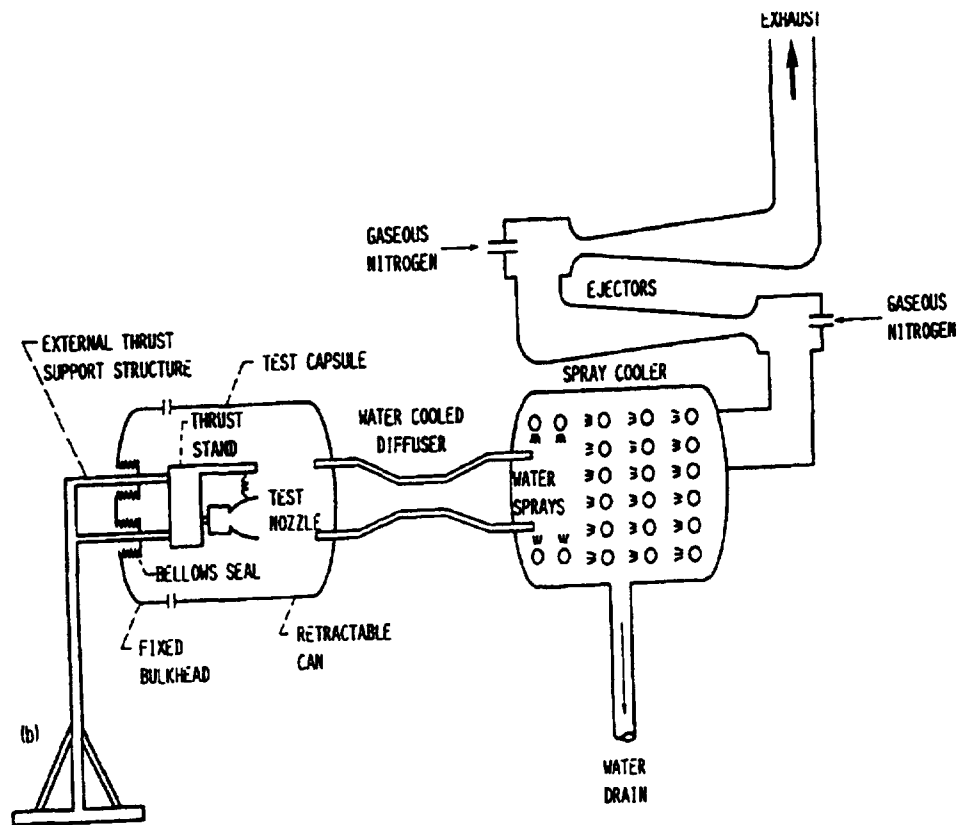 EXHAUST
GASEOUS
NITROGEN
EJECTORS
GASEOUS
NITROGEN
EXTERNAL THRUST
SUPPORT STRUCTURE
TEST CAPSULE
SPRAY COOLER
THRUST
STAND
WATER COOLED
DIFFUSER
TEST
NOZZLE
WATER
SPRAYS
BELLOWS SEAL
FIXED
BULKHEAD
RETRACTABLE
CAN
(b)
WATER
DRAIN